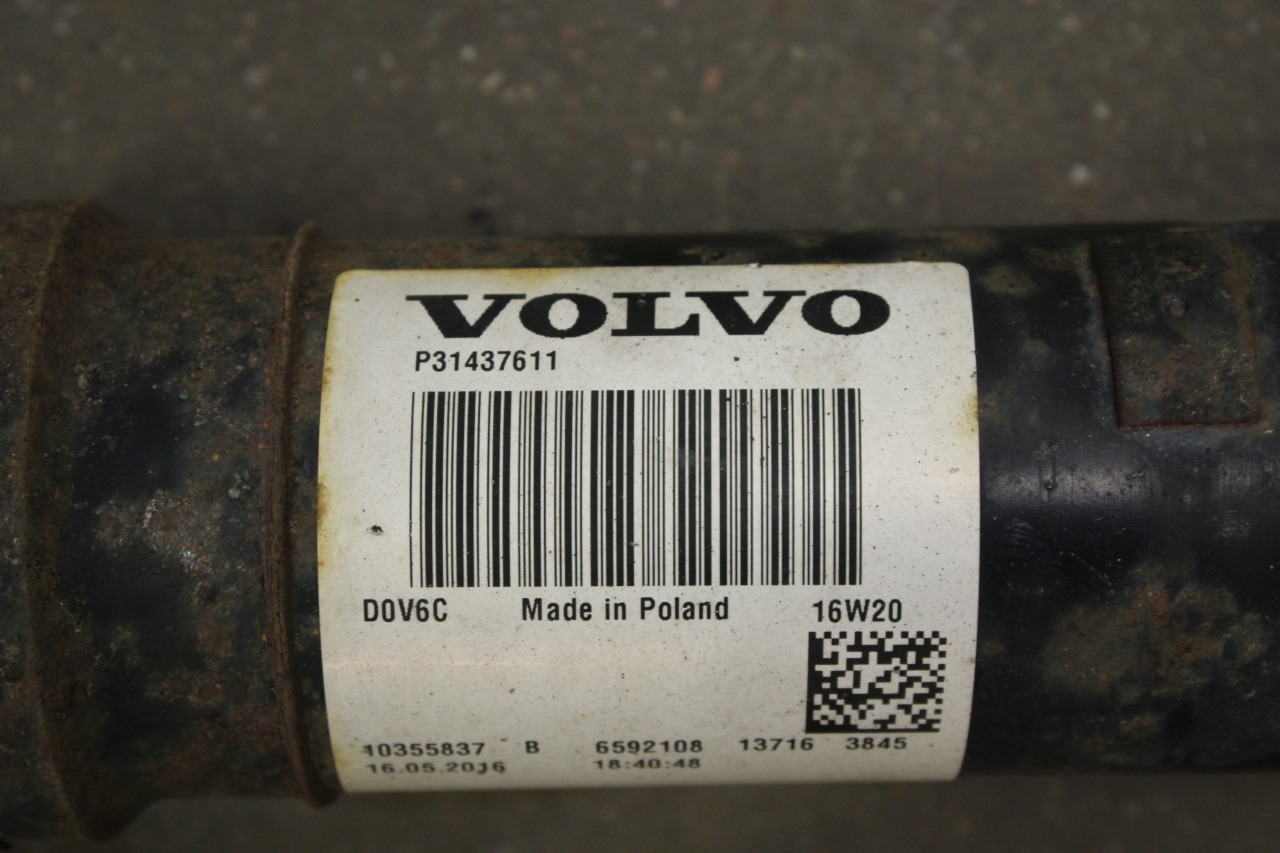 VOLVO
P31437611
D0V6C Made in Poland 16W20
10355837 B 6592108 13716 3845
16.05.2016 18:40:48